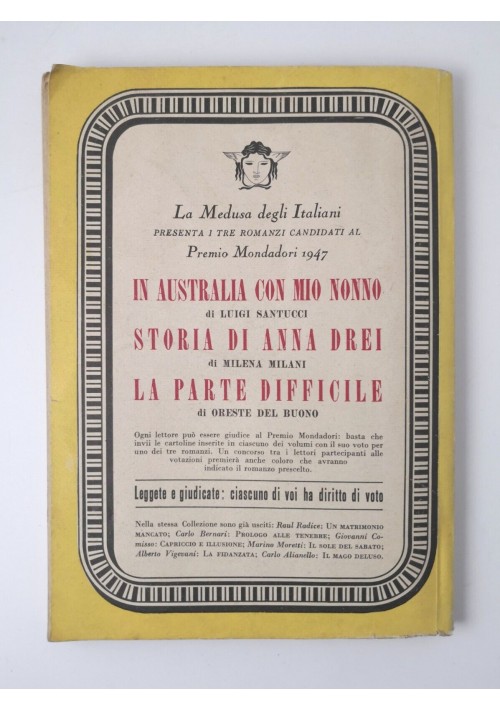 La Medusa degli Italiani
PRESENTA I TRE ROMANZI CANDIDATI AL
Premio Mondadori 1947
IN AUSTRALIA CON MIO NONNO
di LUIGI SANTUCCI
STORIA DI ANNA DREI
di MILENA MILANI
LA PARTE DIFFICILE
di ORESTE DEL BUONO
Ogni lettore può essere giudice al Premio Mondadori: basta che
invii le cartoline inserite in ciascuno dei volumi con il suo voto per
uno dei tre romanzi. Un concorso tra i lettori partecipanti alle
votazioni premierà anche coloro che avranno
indicato il romanzo prescelto.
Leggete e giudicate: ciascuno di voi ha diritto di voto
Nella stessa Collezione sono già usciti: Raul Radice: UN MATRIMONIO
MANCATO; Carlo Bernari: PROLOGO ALLE TENEBRE; Giovanni Co-
misso: CAPRICCIO E ILLUSIONE; Marino Moretti: IL SOLE DEL SABATO;
Alberto Vigevani: LA FIDANZATA; Carlo Alianello: IL MAGO DELUSO.